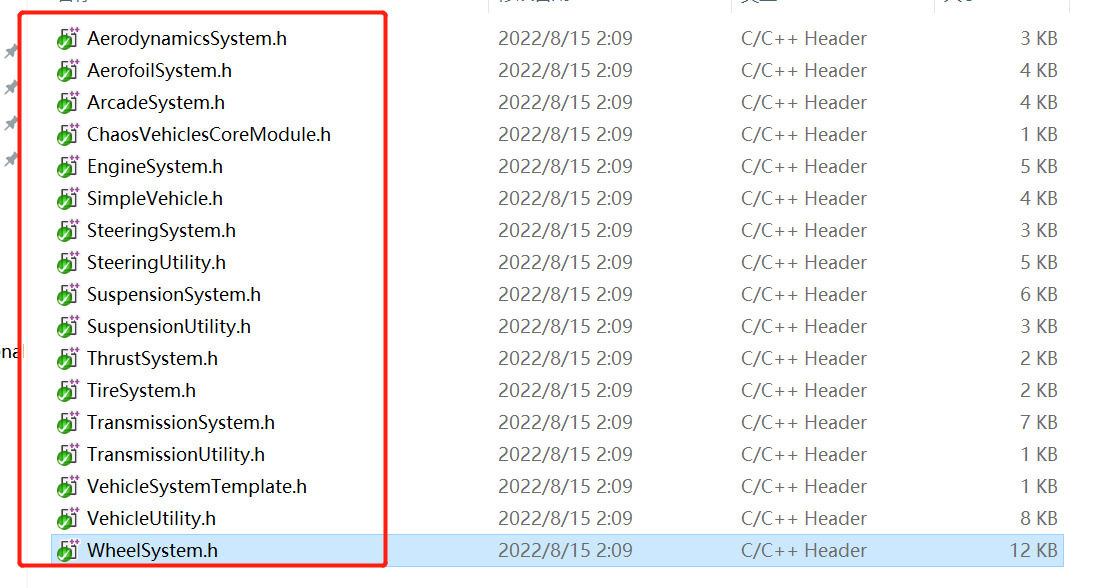 AerodynamicsSystem.h 2022/8/15 2:09 C/C++ Header 3 KB
AerofoilSystem.h 2022/8/15 2:09 C/C++ Header 4 KB
ArcadeSystem.h 2022/8/15 2:09 C/C++ Header 4 KB
ChaosVehiclesCoreModule.h 2022/8/15 2:09 C/C++ Header 1 KB
EngineSystem.h 2022/8/15 2:09 C/C++ Header 5 KB
SimpleVehicle.h 2022/8/15 2:09 C/C++ Header 4 KB
SteeringSystem.h 2022/8/15 2:09 C/C++ Header 3 KB
SteeringUtility.h 2022/8/15 2:09 C/C++ Header 5 KB
SuspensionSystem.h 2022/8/15 2:09 C/C++ Header 6 KB
SuspensionUtility.h 2022/8/15 2:09 C/C++ Header 3 KB
ThrustSystem.h 2022/8/15 2:09 C/C++ Header 2 KB
TireSystem.h 2022/8/15 2:09 C/C++ Header 2 KB
TransmissionSystem.h 2022/8/15 2:09 C/C++ Header 7 KB
TransmissionUtility.h 2022/8/15 2:09 C/C++ Header 1 KB
VehicleSystemTemplate.h 2022/8/15 2:09 C/C++ Header 1 KB
VehicleUtility.h 2022/8/15 2:09 C/C++ Header 8 KB
WheelSystem.h 2022/8/15 2:09 C/C++ Header 12 KB